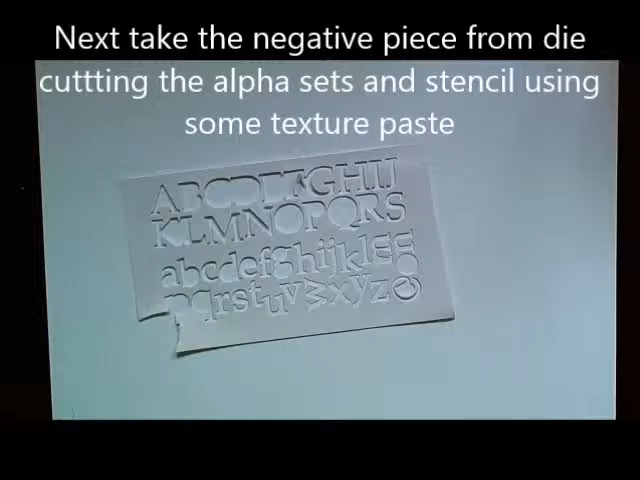 Next take the negative piece from die
cuttting the alpha sets and stencil using
some texture paste
ABCDEFGHIJ
KLMNOPQRS
abcdefghijkl
pqrstuvwxyz